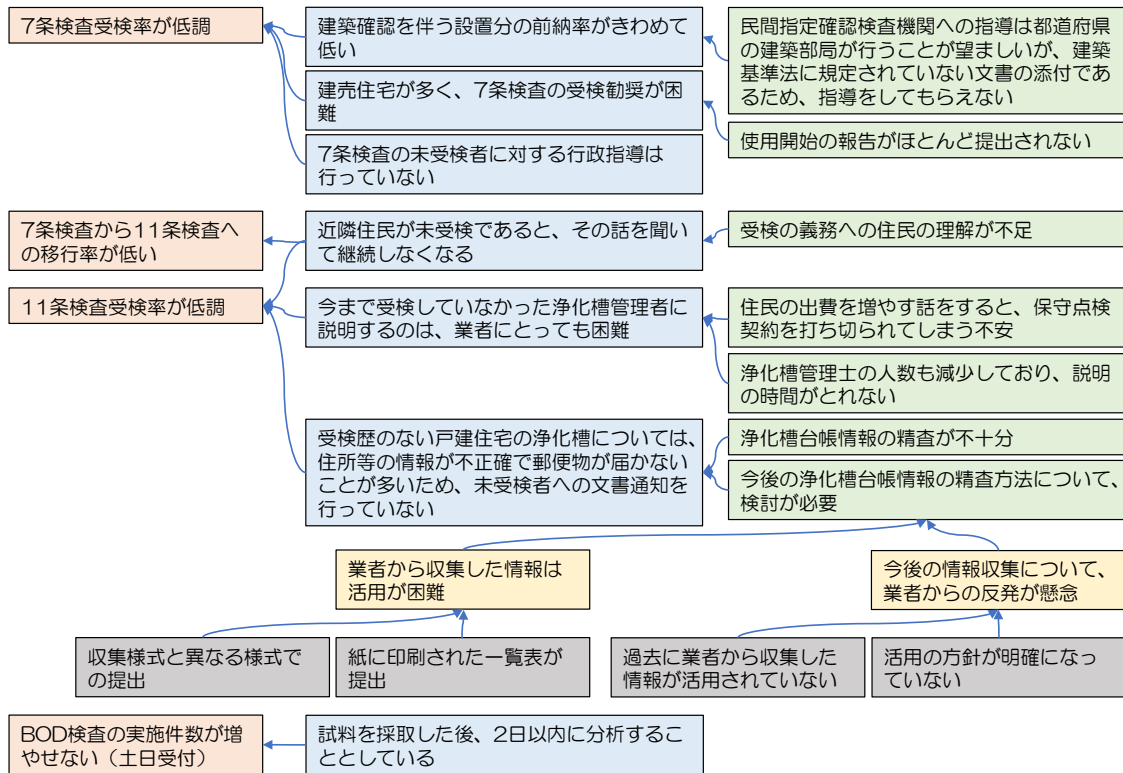 7条検査受検率が低調
建築確認を伴う設置分の前納率がきわめて
低い
民間指定確認検査機関への指導は都道府県
の建築部局が行うことが望ましいが、建築
基準法に規定されていない文書の添付であ
るため、指導をしてもらえない
建売住宅が多く、7条検査の受検勧奨が困
難
使用開始の報告がほとんど提出されない
7条検査の未受検者に対する行政指導は
行っていない
7条検査から11条検査へ
の移行率が低い
近隣住民が未受検であると、その話を聞い
て継続しなくなる
受検の義務への住民の理解が不足
11条検査受検率が低調
今まで受検していなかった浄化槽管理者に
説明するのは、業者にとっても困難
住民の出費を増やす話をすると、保守点検
契約を打ち切られてしまう不安
浄化槽管理士の人数も減少しており、説明
の時間がとれない
受検歴のない戸建住宅の浄化槽については、
住所等の情報が不正確で郵便物が届かない
ことが多いため、未受検者への文書通知を
行っていない
浄化槽台帳情報の精査が不十分
今後の浄化槽台帳情報の精査方法について、
検討が必要
業者から収集した情報は
活用が困難
今後の情報収集について、
業者からの反発が懸念
収集様式と異なる様式で
の提出
紙に印刷された一覧表が
提出
過去に業者から収集した
情報が活用されていない
活用の方針が明確になっ
ていない
BOD検査の実施件数が増
やせない（土日受付）
試料を採取した後、2日以内に分析するこ
ととしている